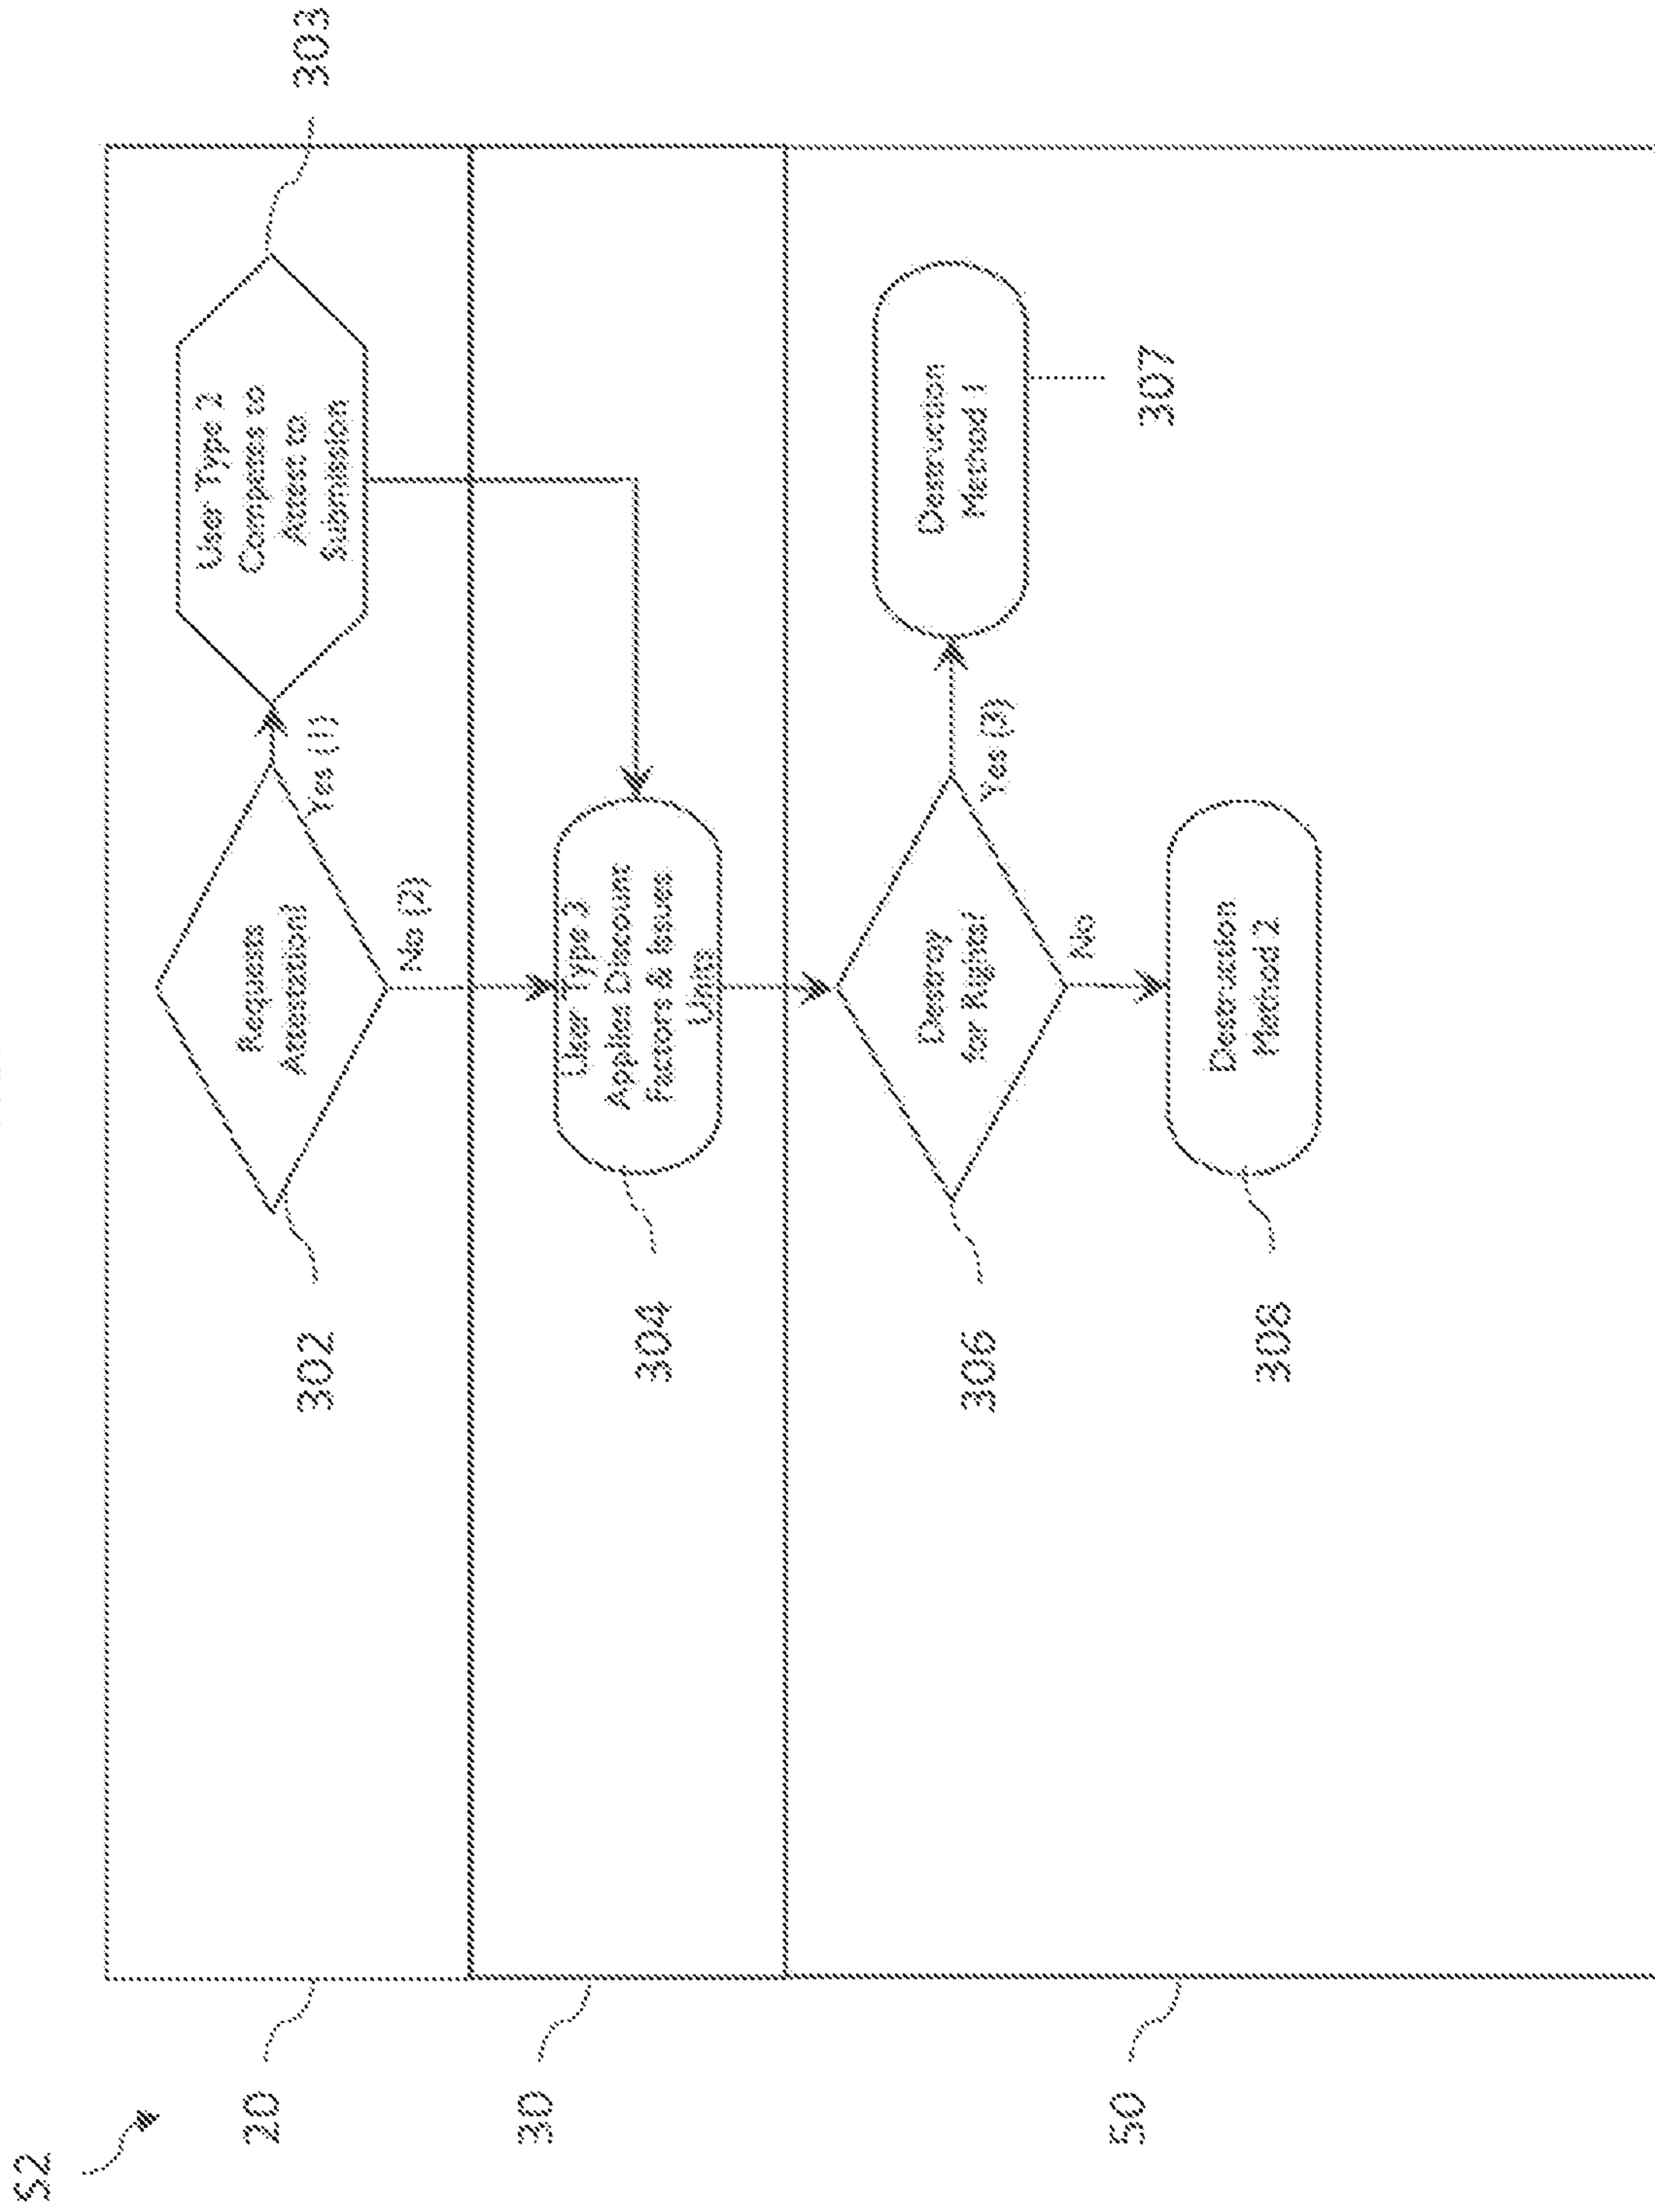 S2
20
302
Requests
Attestation?
Yes (1)
No (2)
User Type 2
Competes to
Attest to
Submission
303
30
304
User Type 3
Applies Discount
Factors & Issues
Units
50
306
Destroy
for Rights?
Yes (3)
No
Destruction
Method 1
307
308
Destruction
Method 2